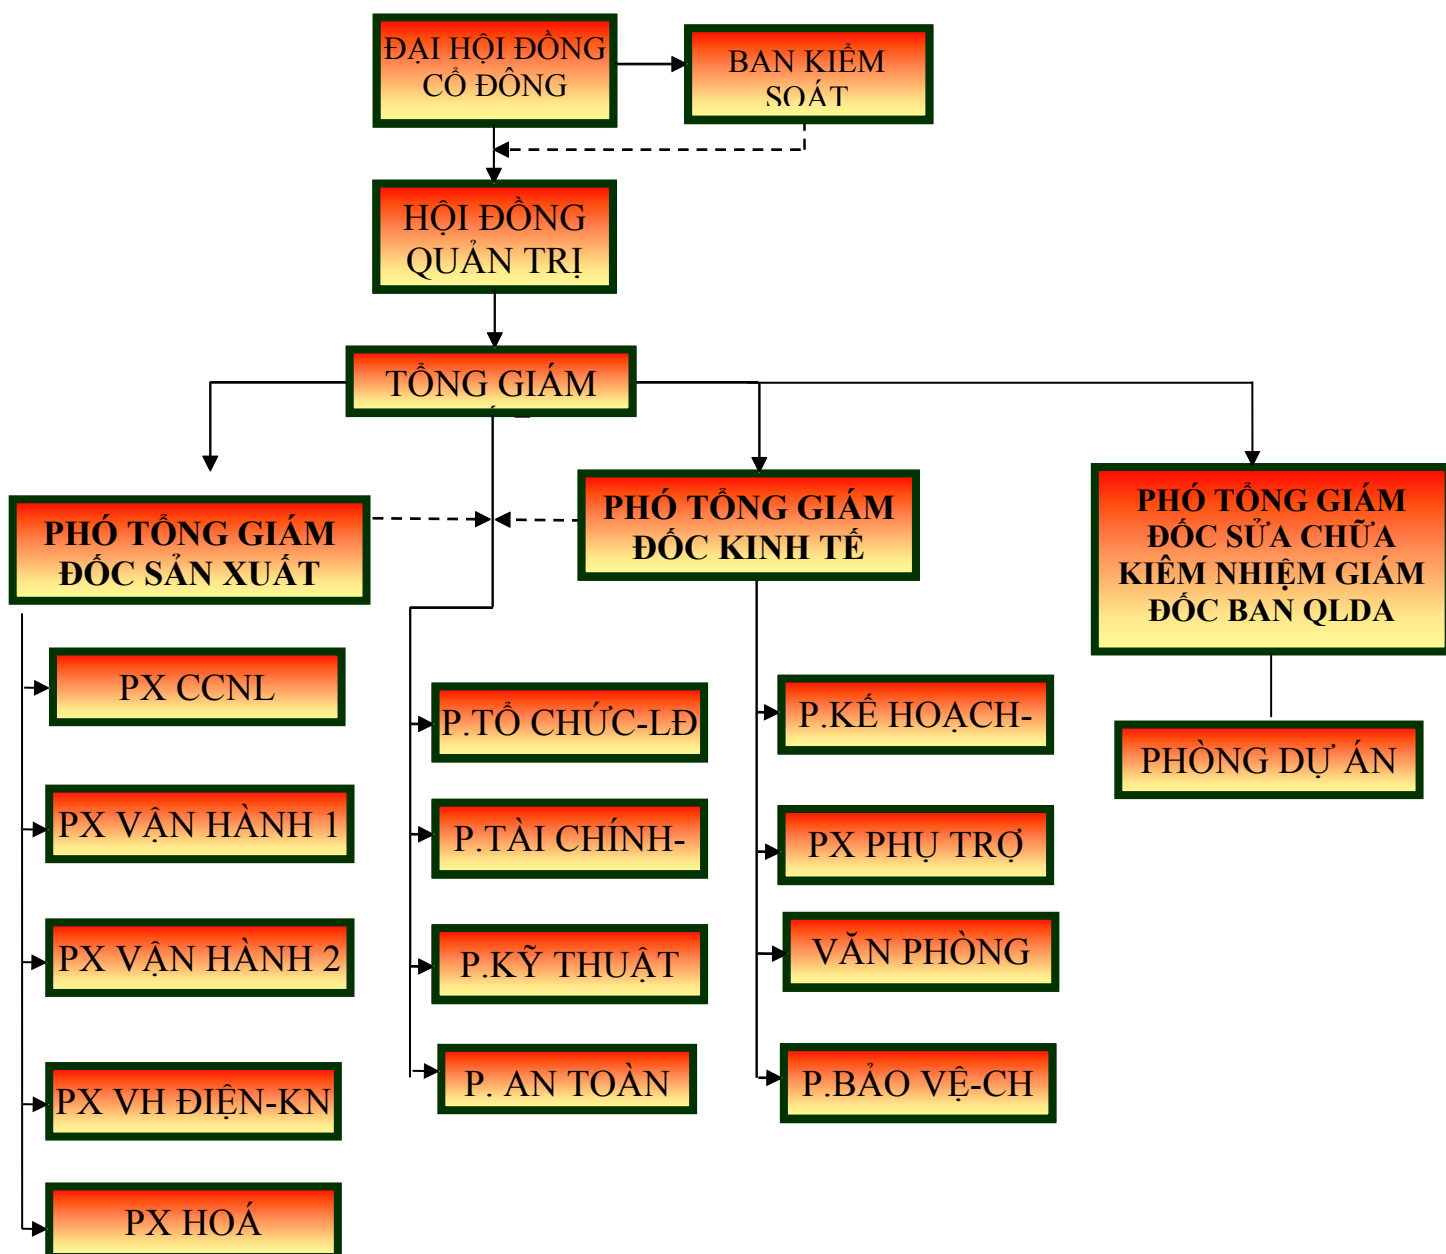 ĐẠI HỘI ĐỒNG
CỔ ĐÔNG
BAN KIỂM
SOÁT
HỘI ĐỒNG
QUẢN TRỊ
TỔNG GIÁM
PHÓ TỔNG GIÁM
ĐỐC SẢN XUẤT
PHÓ TỔNG GIÁM
ĐỐC KINH TẾ
PHÓ TỔNG GIÁM
ĐỐC SỬA CHỮA
KIÊM NHIỆM GIÁM
ĐỐC BAN QLDA
PX CCNL
PX VẬN HÀNH 1
PX VẬN HÀNH 2
PX VH ĐIỆN-KN
PX HOÁ
P.TỔ CHỨC-LĐ
P.TÀI CHÍNH-
P.KỸ THUẬT
P. AN TOÀN
P.KẾ HOẠCH-
PX PHỤ TRỢ
VĂN PHÒNG
P.BẢO VỆ-CH
PHÒNG DỰ ÁN